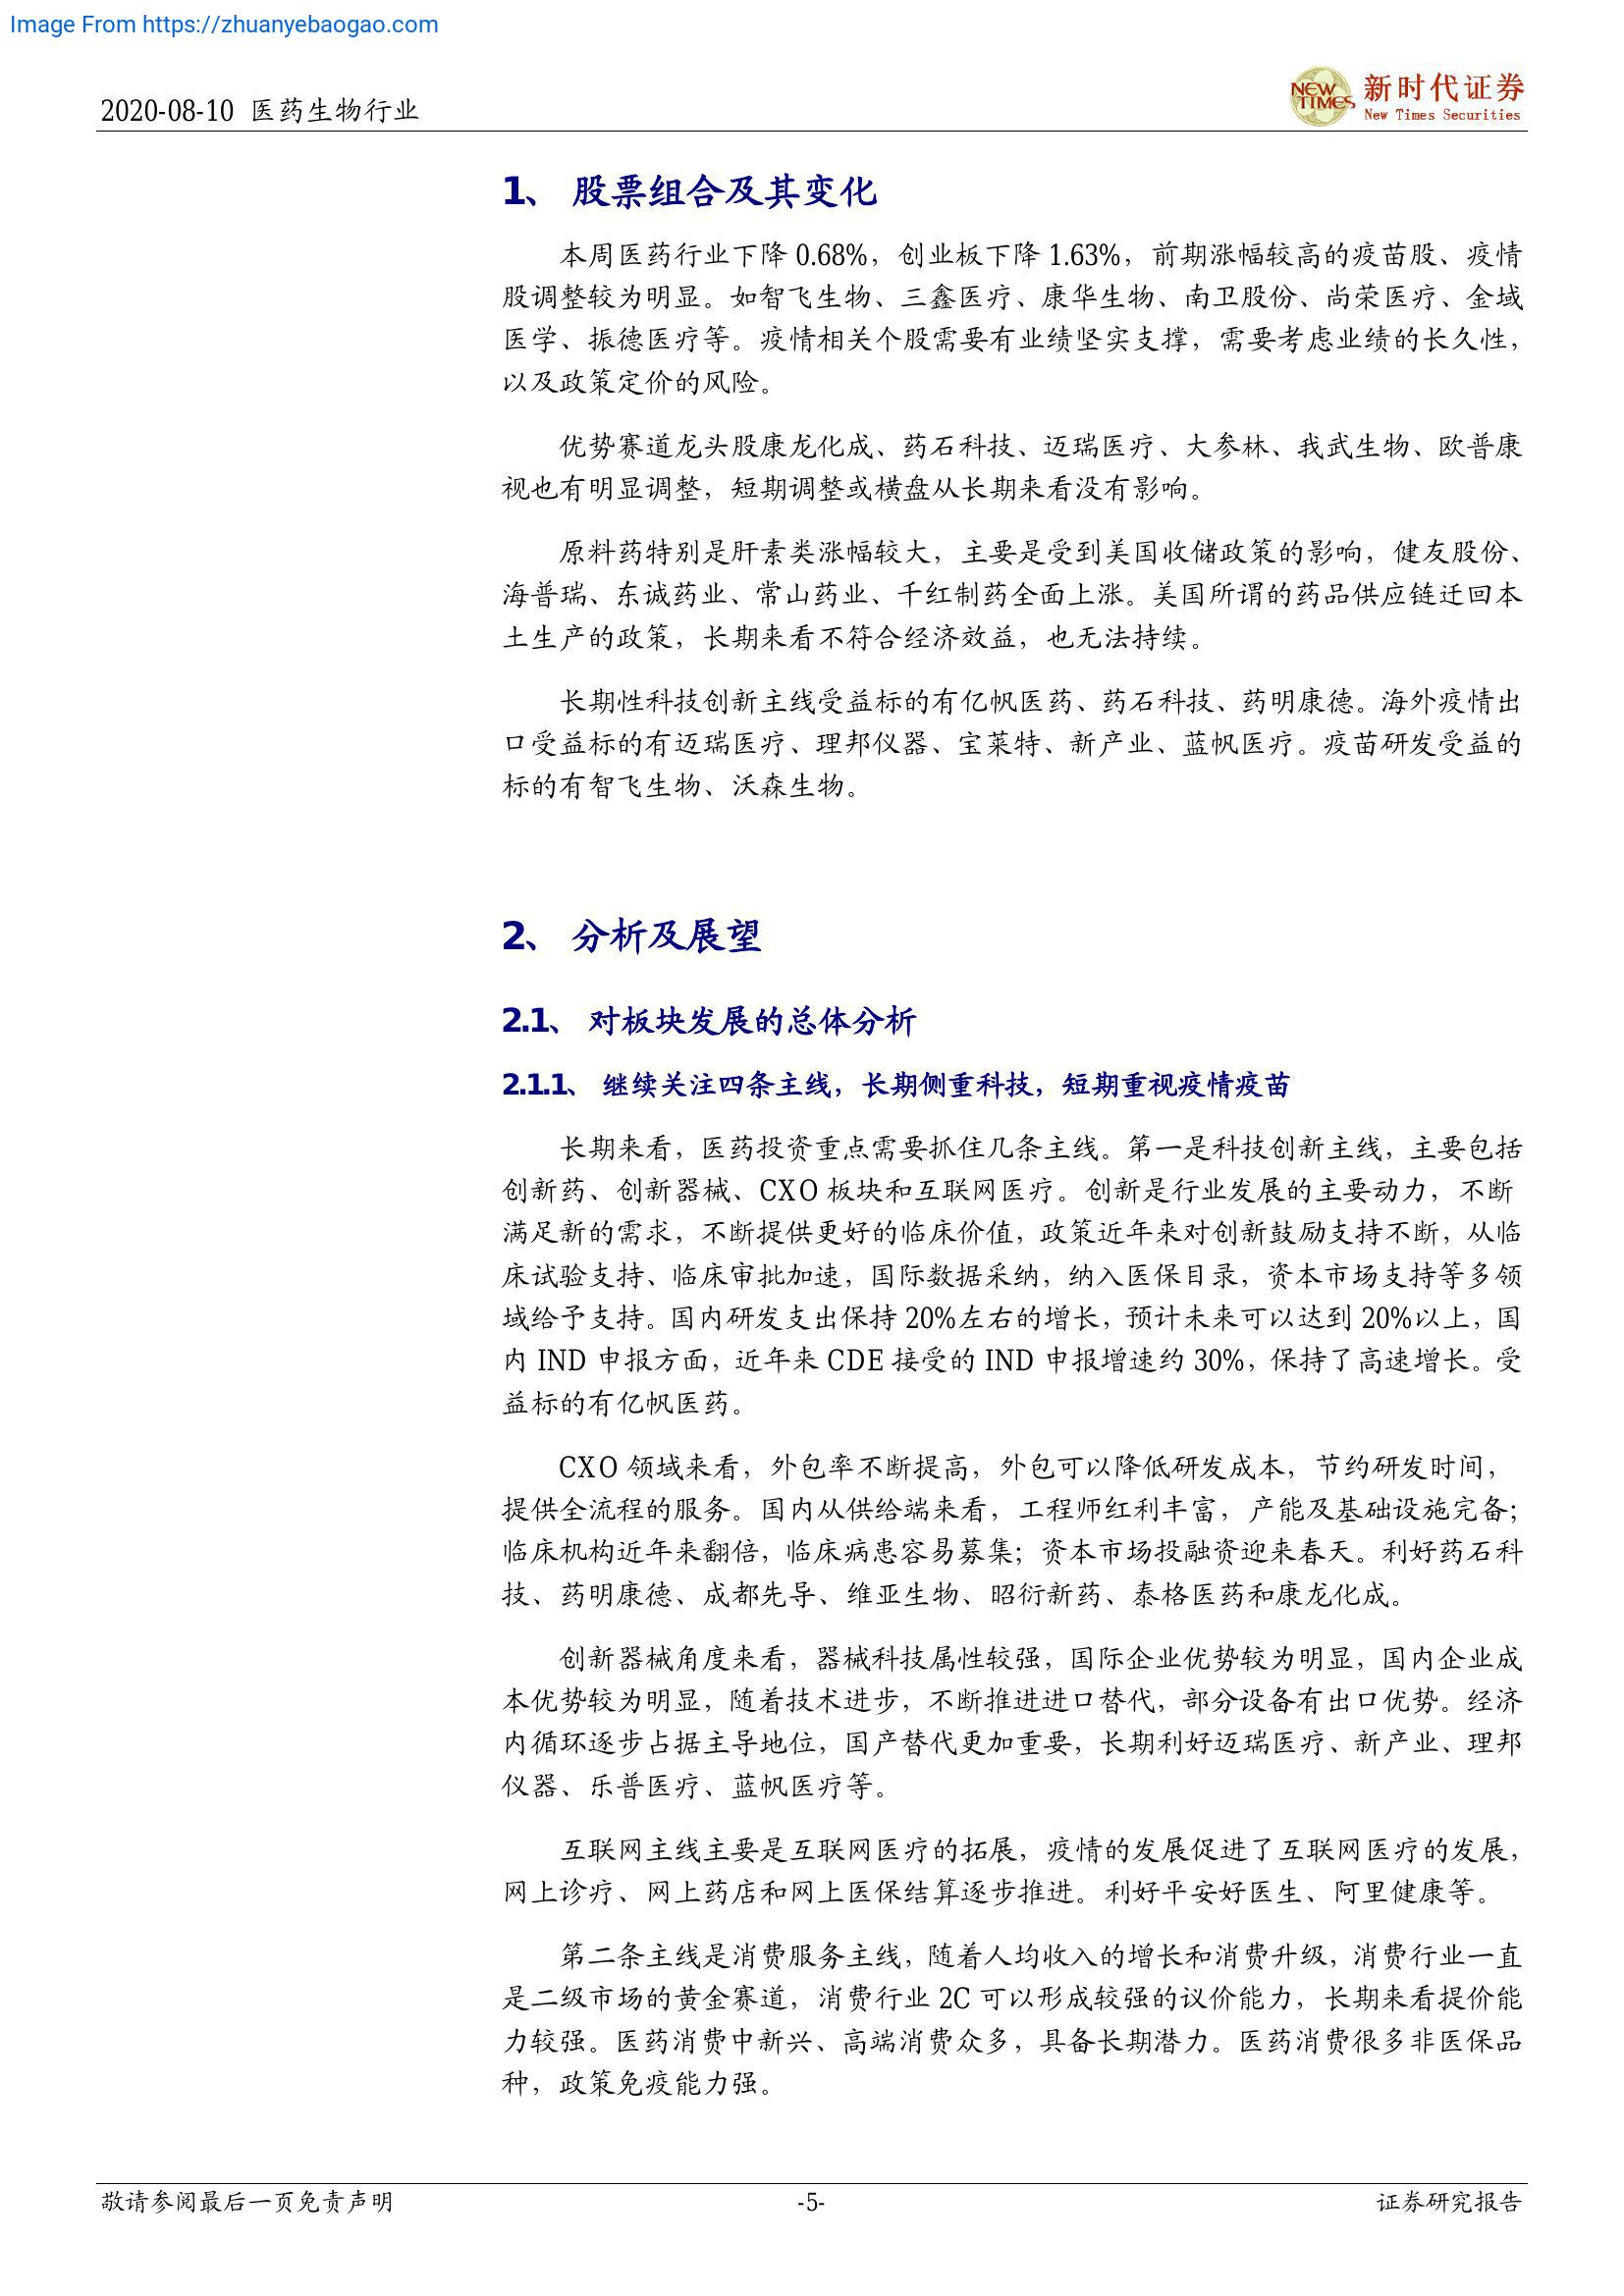 Image From https://zhuanyebaogao.com
2020-08-10 医药生物行业
NEW TIMES
新时代证券
New Times Securities
1、 股票组合及其变化
本周医药行业下降 0.68%，创业板下降 1.63%，前期涨幅较高的疫苗股、疫情
股调整较为明显。如智飞生物、三鑫医疗、康华生物、南卫股份、尚荣医疗、金域
医学、振德医疗等。疫情相关个股需要有业绩坚实支撑，需要考虑业绩的长久性，
以及政策定价的风险。
优势赛道龙头股康龙化成、药石科技、迈瑞医疗、大参林、我武生物、欧普康
视也有明显调整，短期调整或横盘从长期来看没有影响。
原料药特别是肝素类涨幅较大，主要是受到美国收储政策的影响，健友股份、
海普瑞、东诚药业、常山药业、千红制药全面上涨。美国所谓的药品供应链迁回本
土生产的政策，长期来看不符合经济效益，也无法持续。
长期性科技创新主线受益标的有亿帆医药、药石科技、药明康德。海外疫情出
口受益标的有迈瑞医疗、理邦仪器、宝莱特、新产业、蓝帆医疗。疫苗研发受益的
标的有智飞生物、沃森生物。
2、 分析及展望
2.1、 对板块发展的总体分析
2.1.1、 继续关注四条主线，长期侧重科技，短期重视疫情疫苗
长期来看，医药投资重点需要抓住几条主线。第一是科技创新主线，主要包括
创新药、创新器械、CXO 板块和互联网医疗。创新是行业发展的主要动力，不断
满足新的需求，不断提供更好的临床价值，政策近年来对创新鼓励支持不断，从临
床试验支持、临床审批加速，国际数据采纳，纳入医保目录，资本市场支持等多领
域给予支持。国内研发支出保持 20%左右的增长，预计未来可以达到 20%以上，国
内 IND 申报方面，近年来 CDE 接受的 IND 申报增速约 30%，保持了高速增长。受
益标的有亿帆医药。
CXO 领域来看，外包率不断提高，外包可以降低研发成本，节约研发时间，
提供全流程的服务。国内从供给端来看，工程师红利丰富，产能及基础设施完备；
临床机构近年来翻倍，临床病患容易募集；资本市场投融资迎来春天。利好药石科
技、药明康德、成都先导、维亚生物、昭衍新药、泰格医药和康龙化成。
创新器械角度来看，器械科技属性较强，国际企业优势较为明显，国内企业成
本优势较为明显，随着技术进步，不断推进进口替代，部分设备有出口优势。经济
内循环逐步占据主导地位，国产替代更加重要，长期利好迈瑞医疗、新产业、理邦
仪器、乐普医疗、蓝帆医疗等。
互联网主线主要是互联网医疗的拓展，疫情的发展促进了互联网医疗的发展，
网上诊疗、网上药店和网上医保结算逐步推进。利好平安好医生、阿里健康等。
第二条主线是消费服务主线，随着人均收入的增长和消费升级，消费行业一直
是二级市场的黄金赛道，消费行业 2C 可以形成较强的议价能力，长期来看提价能
力较强。医药消费中新兴、高端消费众多，具备长期潜力。医药消费很多非医保品
种，政策免疫能力强。
敬请参阅最后一页免责声明
-5-
证券研究报告